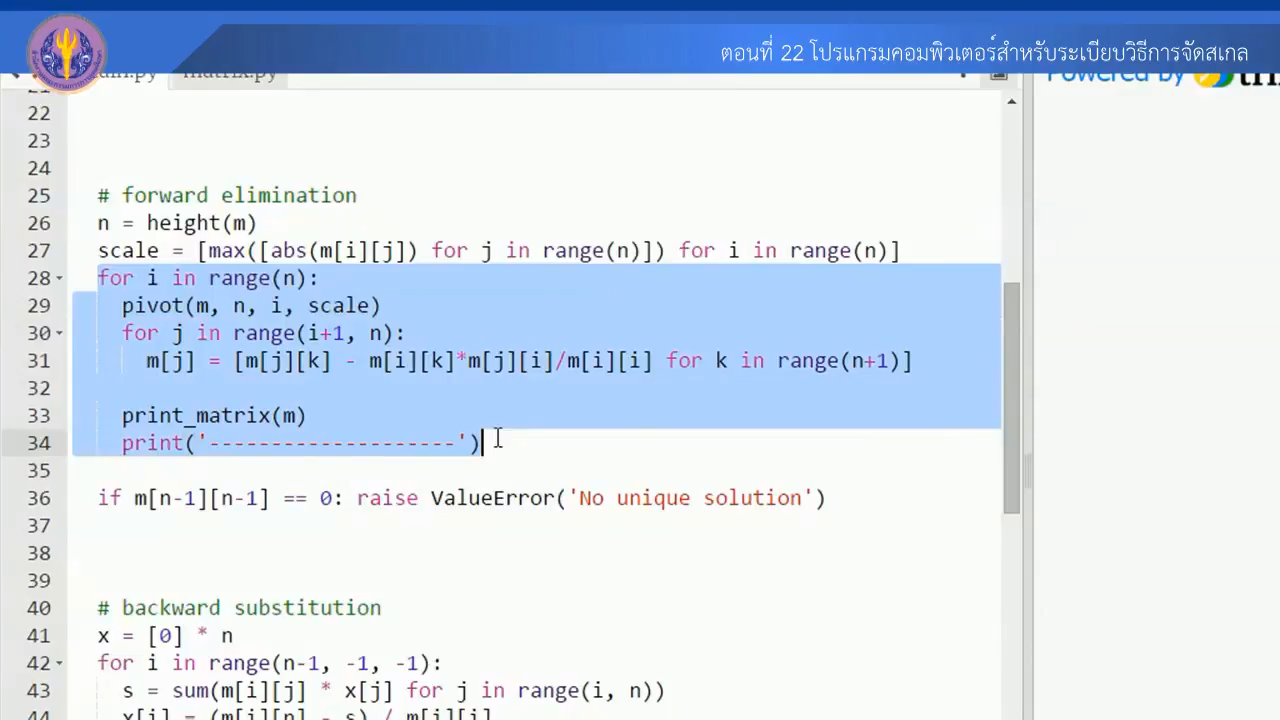 ตอนที่ 22 โปรแกรมคอมพิวเตอร์สำหรับระเบียบวิธีการจัดสเกล
matrix.py
Powered by
21
22
23
24
25 # forward elimination
26 n = height(m)
27 scale = [max([abs(m[i][j]) for j in range(n)]) for i in range(n)]
28 for i in range(n):
29 pivot(m, n, i, scale)
30 for j in range(i+1, n):
31 m[j] = [m[j][k] - m[i][k]*m[j][i]/m[i][i] for k in range(n+1)]
32
33 print_matrix(m)
34 print('--------------------')
35
36 if m[n-1][n-1] == 0: raise ValueError('No unique solution')
37
38
39
40 # backward substitution
41 x = [0] * n
42 for i in range(n-1, -1, -1):
43 s = sum(m[i][j] * x[j] for j in range(i, n))
44 x[i] = (m[i][n] - s) / m[i][i]